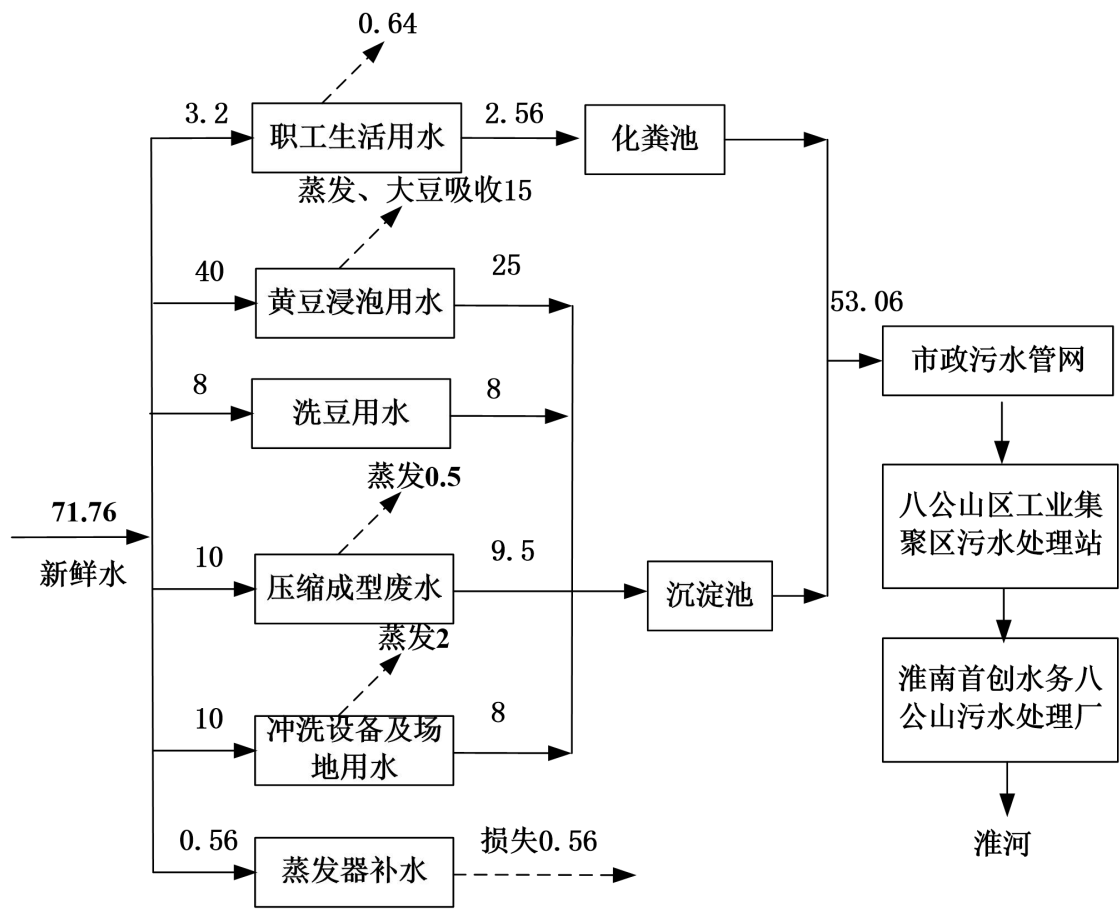 0.64
3.2
职工生活用水
2.56
化粪池
蒸发、大豆吸收15
40
黄豆浸泡用水
25
53.06
市政污水管网
8
洗豆用水
8
蒸发0.5
八公山区工业集
聚区污水处理站
71.76
新鲜水
10
压缩成型废水
9.5
沉淀池
蒸发2
淮南首创水务八
公山污水处理厂
10
冲洗设备及场
地用水
8
0.56
蒸发器补水
损失0.56
淮河